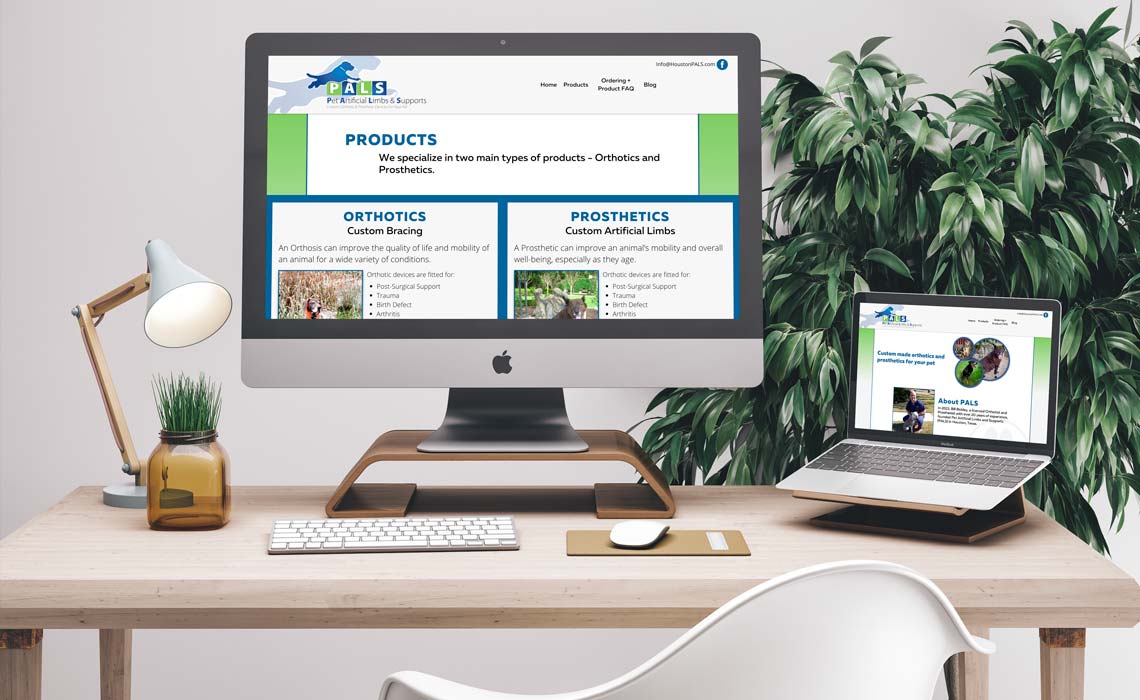 Info@HoustonPALS.com
PALS
Pet Artificial Limbs & Supports
Home Products Ordering + Product FAQ Blog
PRODUCTS
We specialize in two main types of products - Orthotics and
Prosthetics.
ORTHOTICS
Custom Bracing
An Orthosis can improve the quality of life and mobility of
an animal for a wide variety of conditions.
Orthotic devices are fitted for:
Post-Surgical Support
Trauma
Birth Defect
Arthritis
PROSTHETICS
Custom Artificial Limbs
A Prosthetic can improve an animal's mobility and overall
well-being, especially as they age.
Orthotic devices are fitted for:
Post-Surgical Support
Trauma
Birth Defect
Arthritis
PALS
Home Products Ordering + Product FAQ Blog
Custom made orthotics and
prosthetics for your pet
About PALS